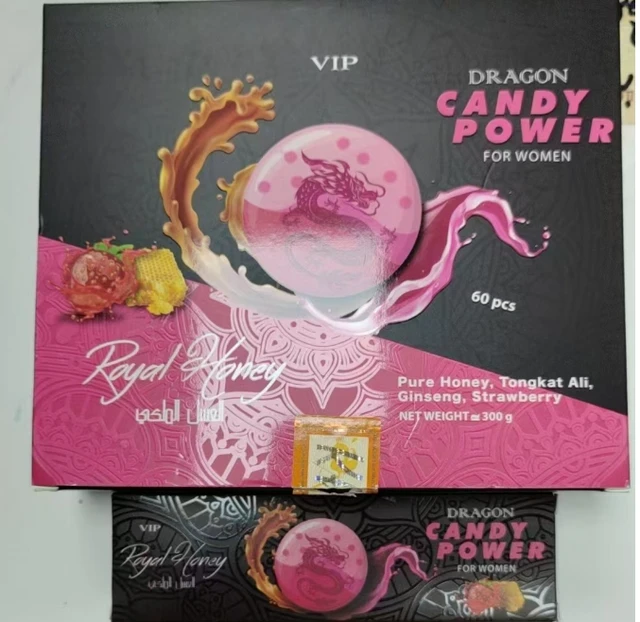 VIP
DRAGON
CANDY
POWER
FOR WOMEN
60 pcs
Royal Honey
العسل الملكي
Pure Honey, Tongkat Ali,
Ginseng, Strawberry
NET WEIGHT≃300 g
VIP
Royal Honey
العسل الملكي
DRAGON
CANDY
POWER
FOR WOMEN